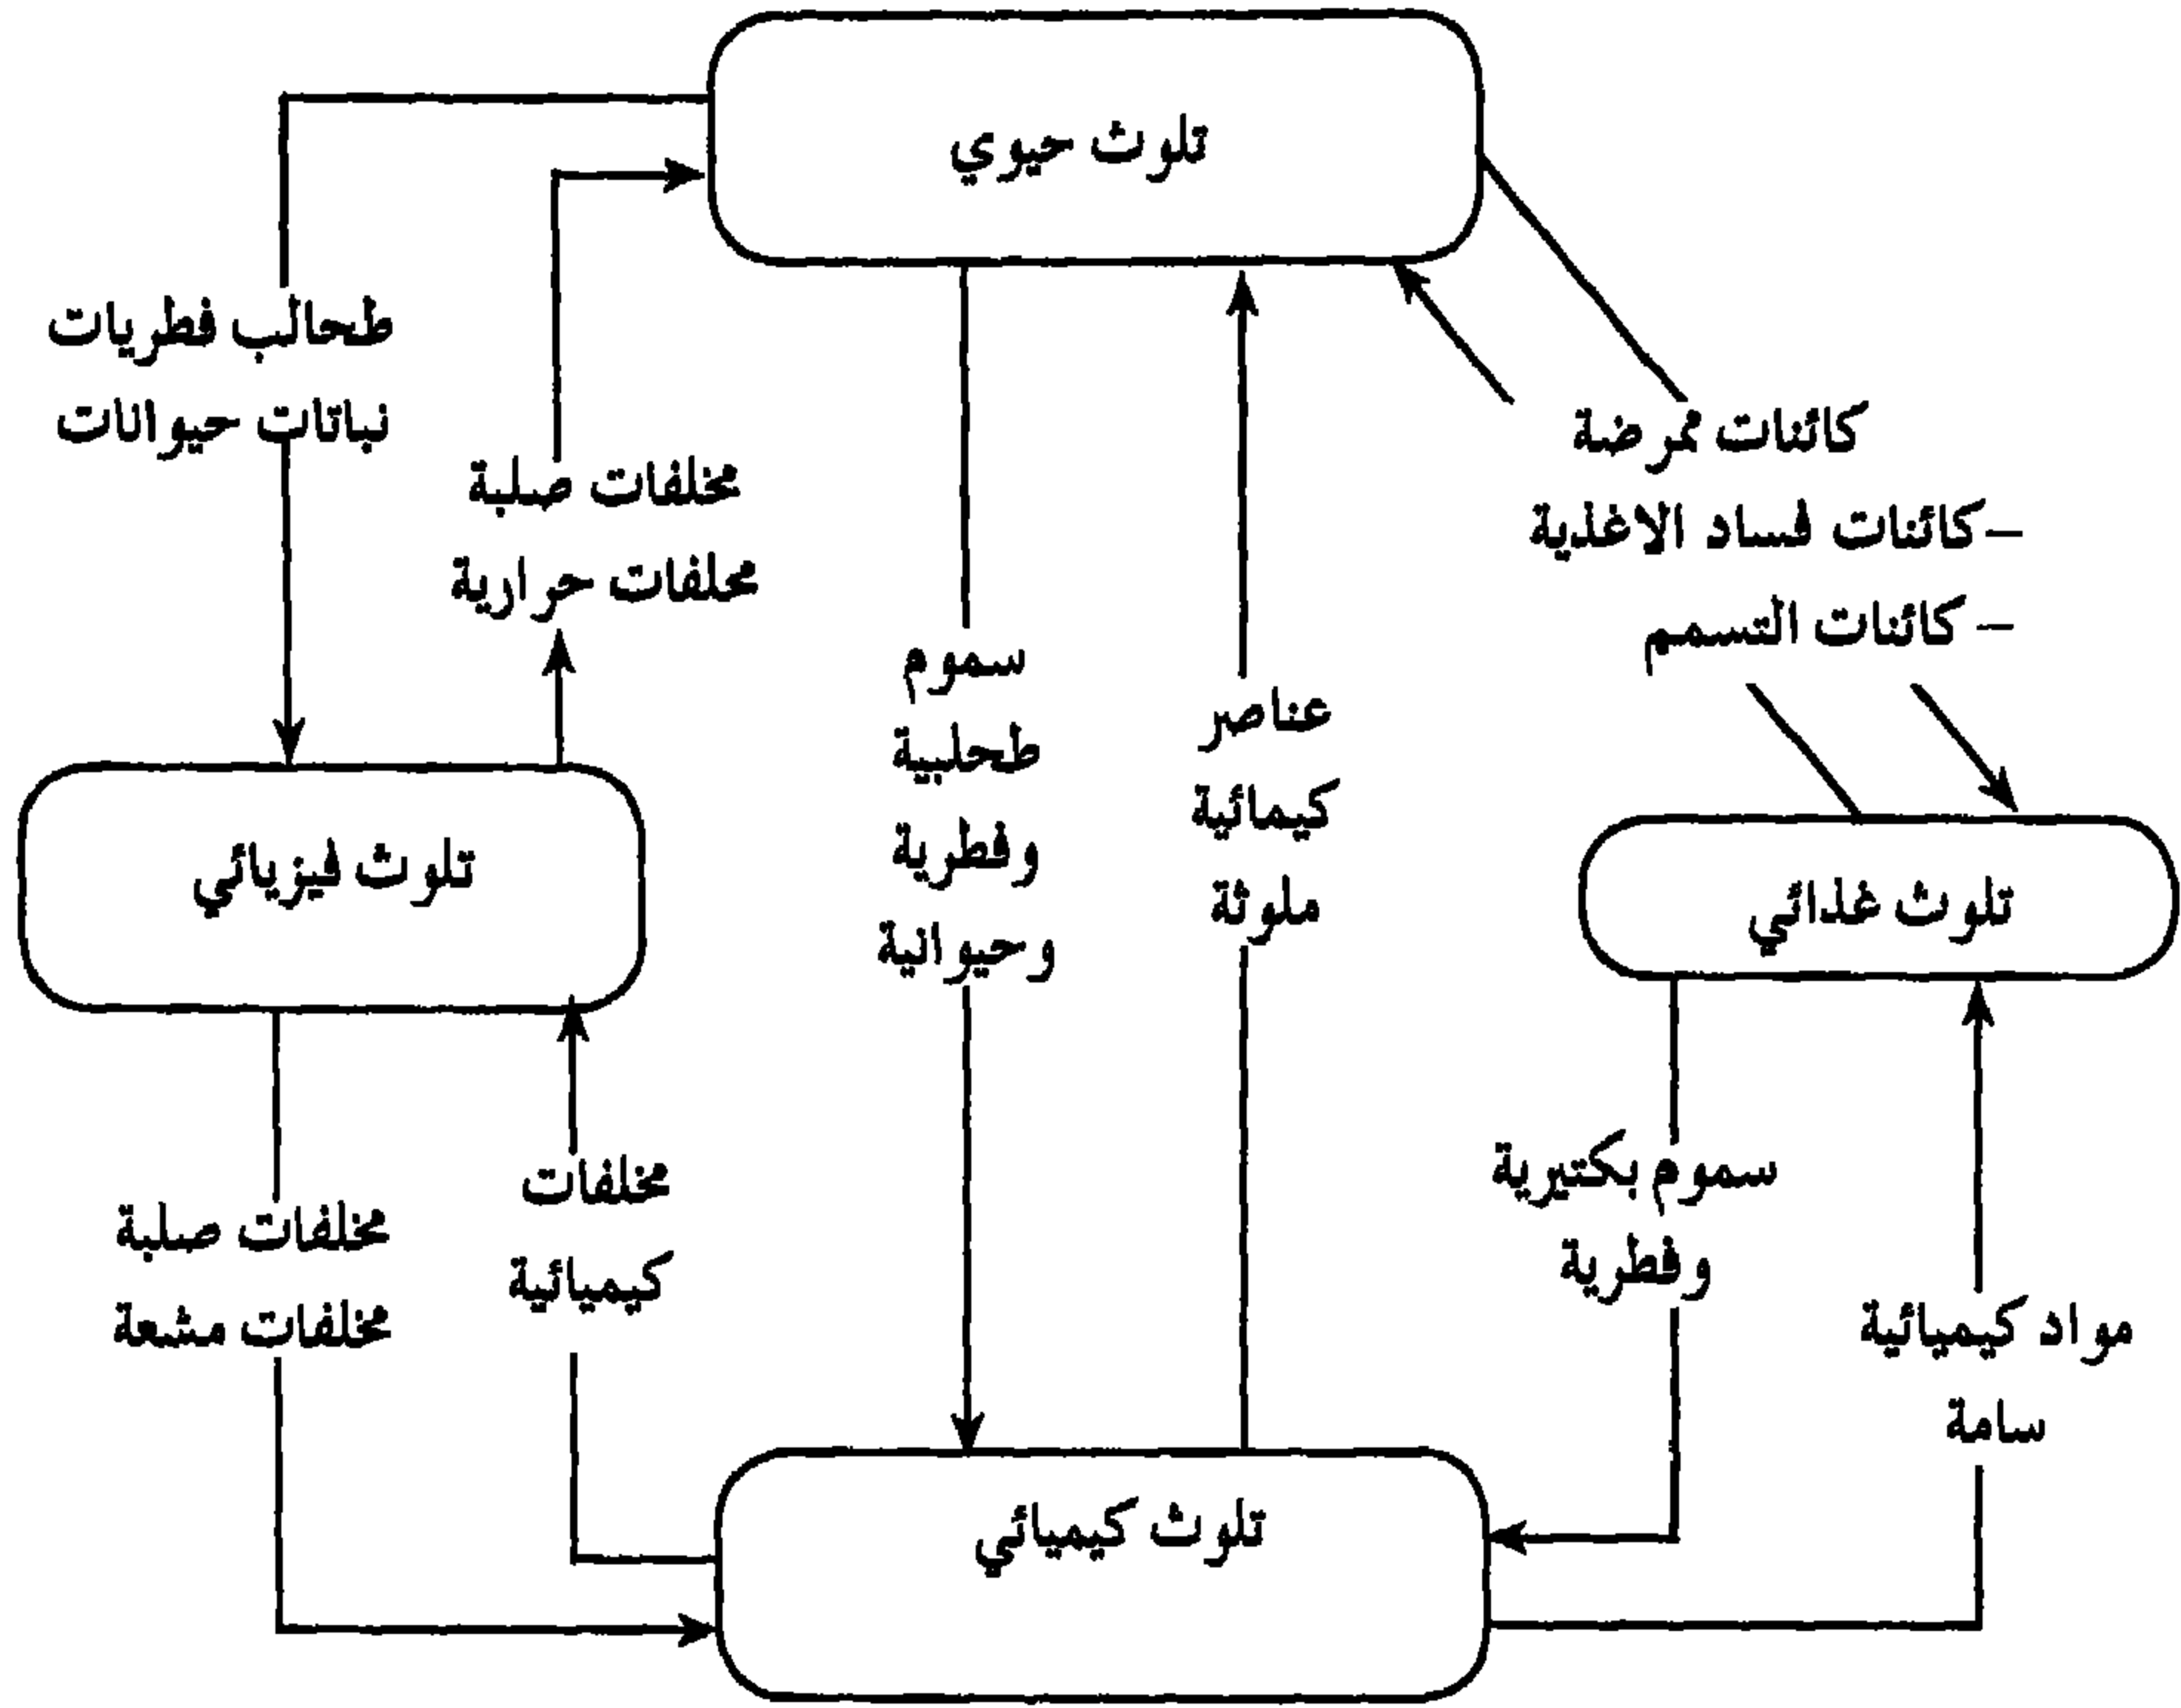 تلوث حيوي
طحالب فطريات
نباتات حيوانات
مخلفات صلبة
مخلفات حرارية
كائنات ممرضة
–كائنات فساد الاغذية
– كائنات التسمم
سموم
طحلبية
وفطرية
وحيوانية
عناصر
كيمائية
ملوثة
تلوث فيزيائي
تلوث غذائي
مخلفات صلبة
مخلفات مشعة
مخلفات
كيميائية
سموم بكتيرية
وفطرية
مواد كيميائية
سامة
تلوث كيميائي